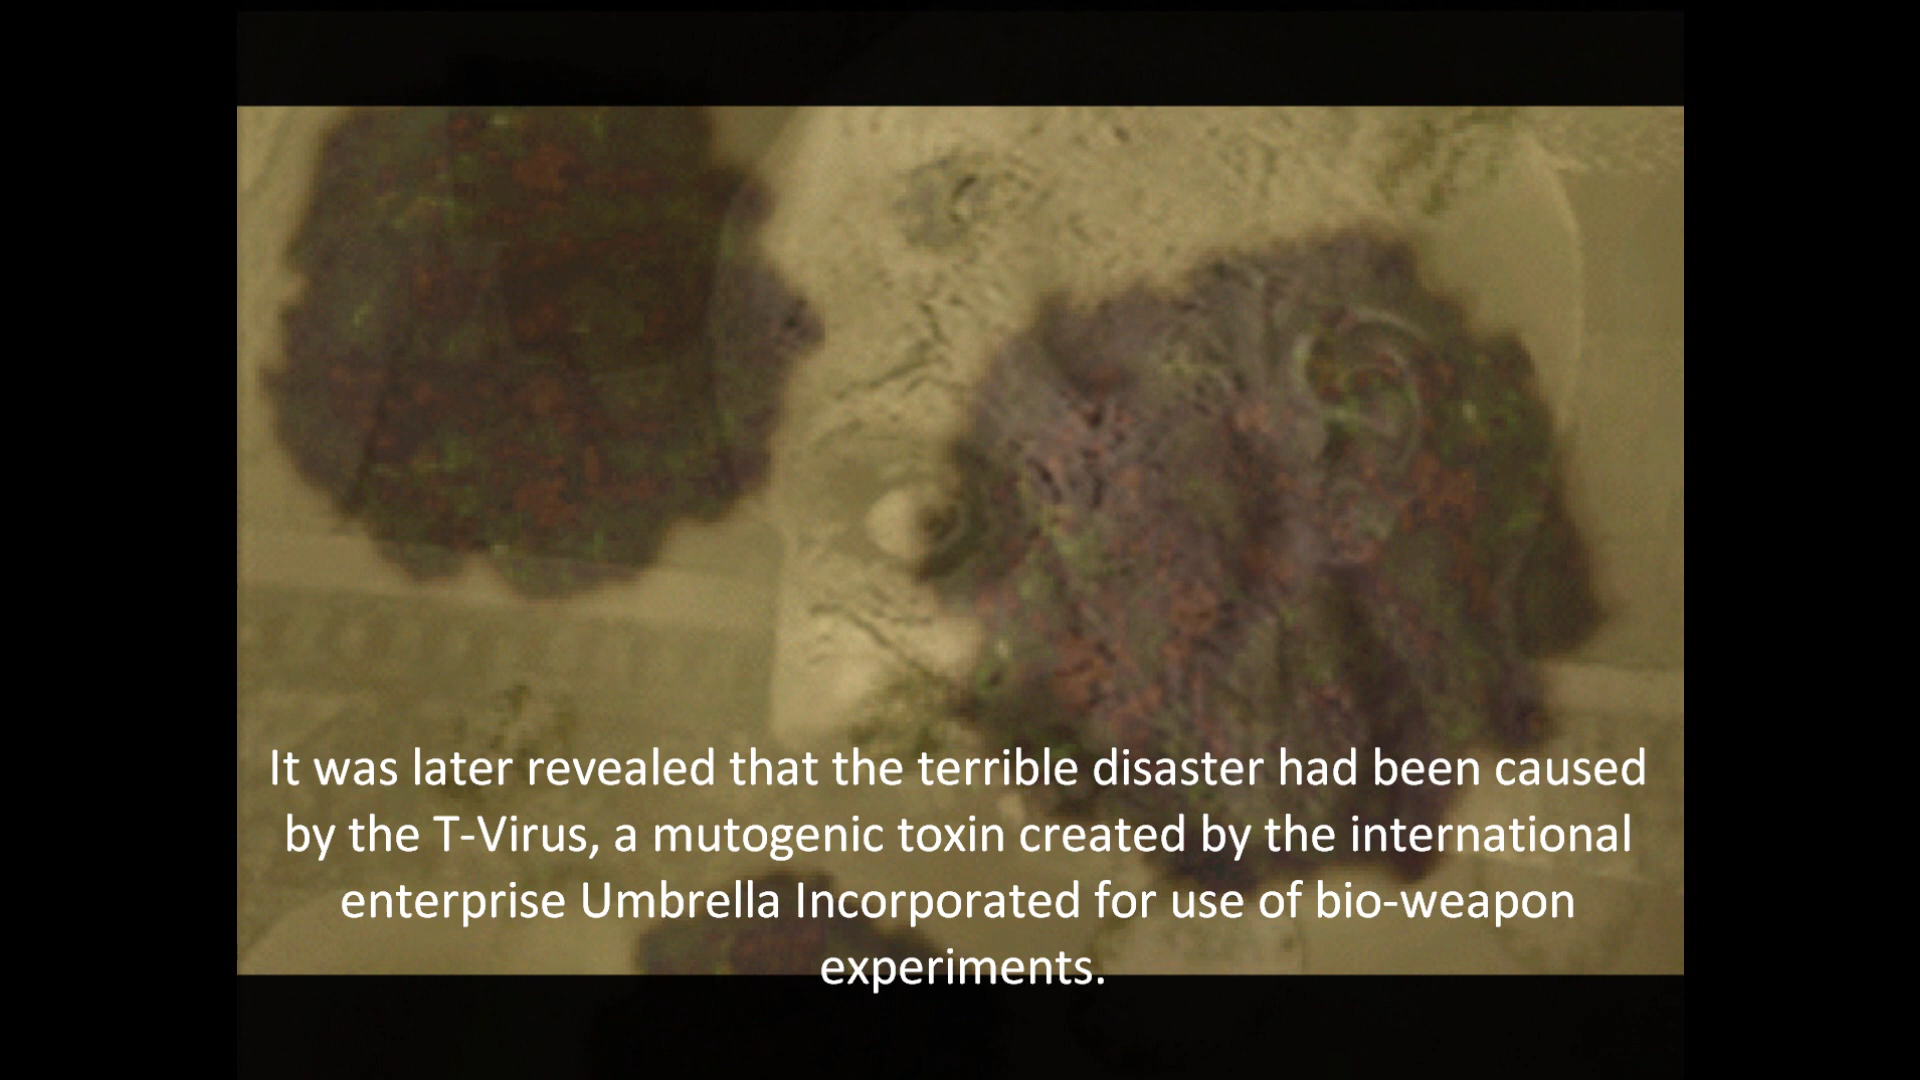 It was later revealed that the terrible disaster had been caused
by the T-Virus, a mutogenic toxin created by the international
enterprise Umbrella Incorporated for use of bio-weapon
experiments.